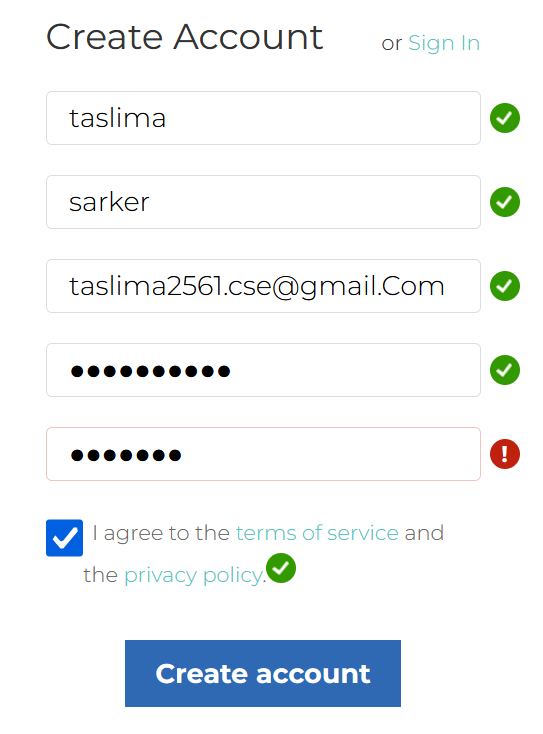 Create Account or Sign In
taslima
sarker
taslima2561.cse@gmail.Com
••••••••••
•••••••
I agree to the terms of service and
the privacy policy.
Create account